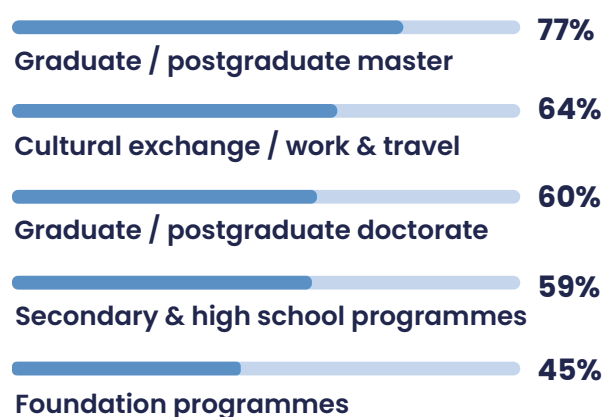 77%
Graduate / postgraduate master
64%
Cultural exchange / work & travel
60%
Graduate / postgraduate doctorate
59%
Secondary & high school programmes
45%
Foundation programmes